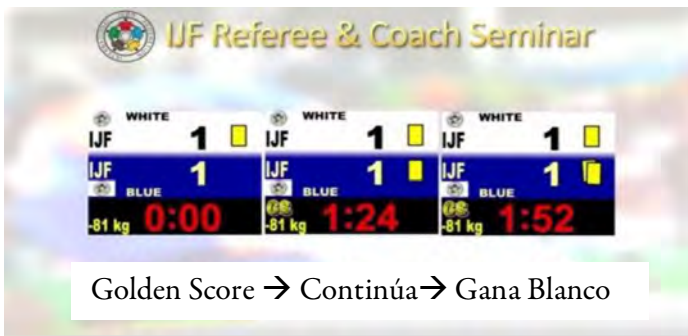 IJF Referee & Coach Seminar
WHITE WHITE WHITE
IJF 1 IJF 1 IJF 1
IJF 1 IJF 1 IJF 1
BLUE BLUE BLUE
-81 kg 0:00 GS -81 kg 1:24 GS -81 kg 1:52
Golden Score → Continúa→ Gana Blanco